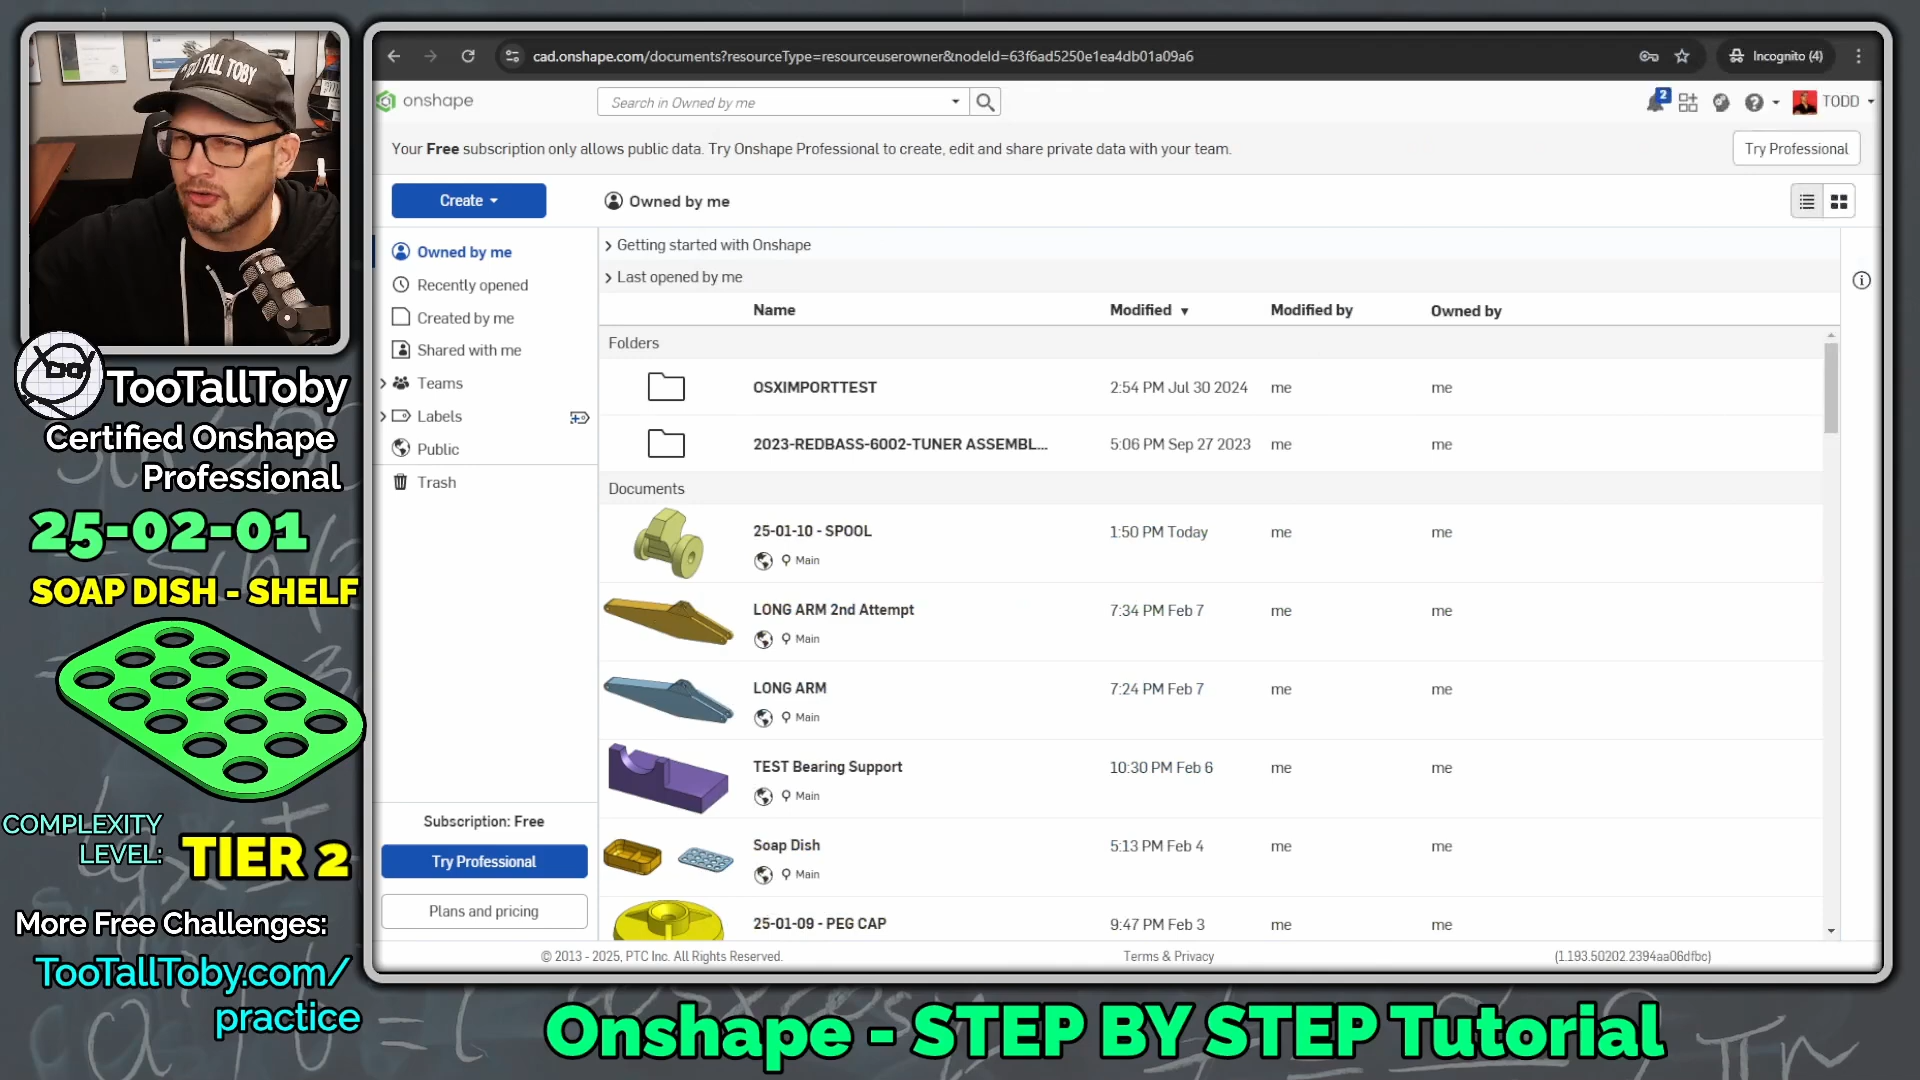 TOO TALL TOBY
TooTallToby
Certified Onshape
Professional
25-02-01
SOAP DISH - SHELF
COMPLEXITY
LEVEL:
TIER 2
More Free Challenges:
TooTallToby.com/
practice
cad.onshape.com/documents?resourceType=resourceuserowner&nodeId=63f6ad5250e1ea4db01a09a6
Incognito (4)
onshape
Search in Owned by me
2
TODD
Your Free subscription only allows public data. Try Onshape Professional to create, edit and share private data with your team.
Try Professional
Create
Owned by me
Owned by me
Recently opened
Created by me
Shared with me
Teams
Labels
Public
Trash
Subscription: Free
Try Professional
Plans and pricing
Getting started with Onshape
Last opened by me
Name Modified Modified by Owned by
Folders
OSXIMPORTTEST 2:54 PM Jul 30 2024 me me
2023-REDBASS-6002-TUNER ASSEMBL... 5:06 PM Sep 27 2023 me me
Documents
25-01-10 - SPOOL 1:50 PM Today me me
Main
LONG ARM 2nd Attempt 7:34 PM Feb 7 me me
Main
LONG ARM 7:24 PM Feb 7 me me
Main
TEST Bearing Support 10:30 PM Feb 6 me me
Main
Soap Dish 5:13 PM Feb 4 me me
Main
25-01-09 - PEG CAP 9:47 PM Feb 3 me me
© 2013 - 2025, PTC Inc. All Rights Reserved. Terms & Privacy (1.193.50202.2394aa06dfbc)
Onshape - STEP BY STEP Tutorial